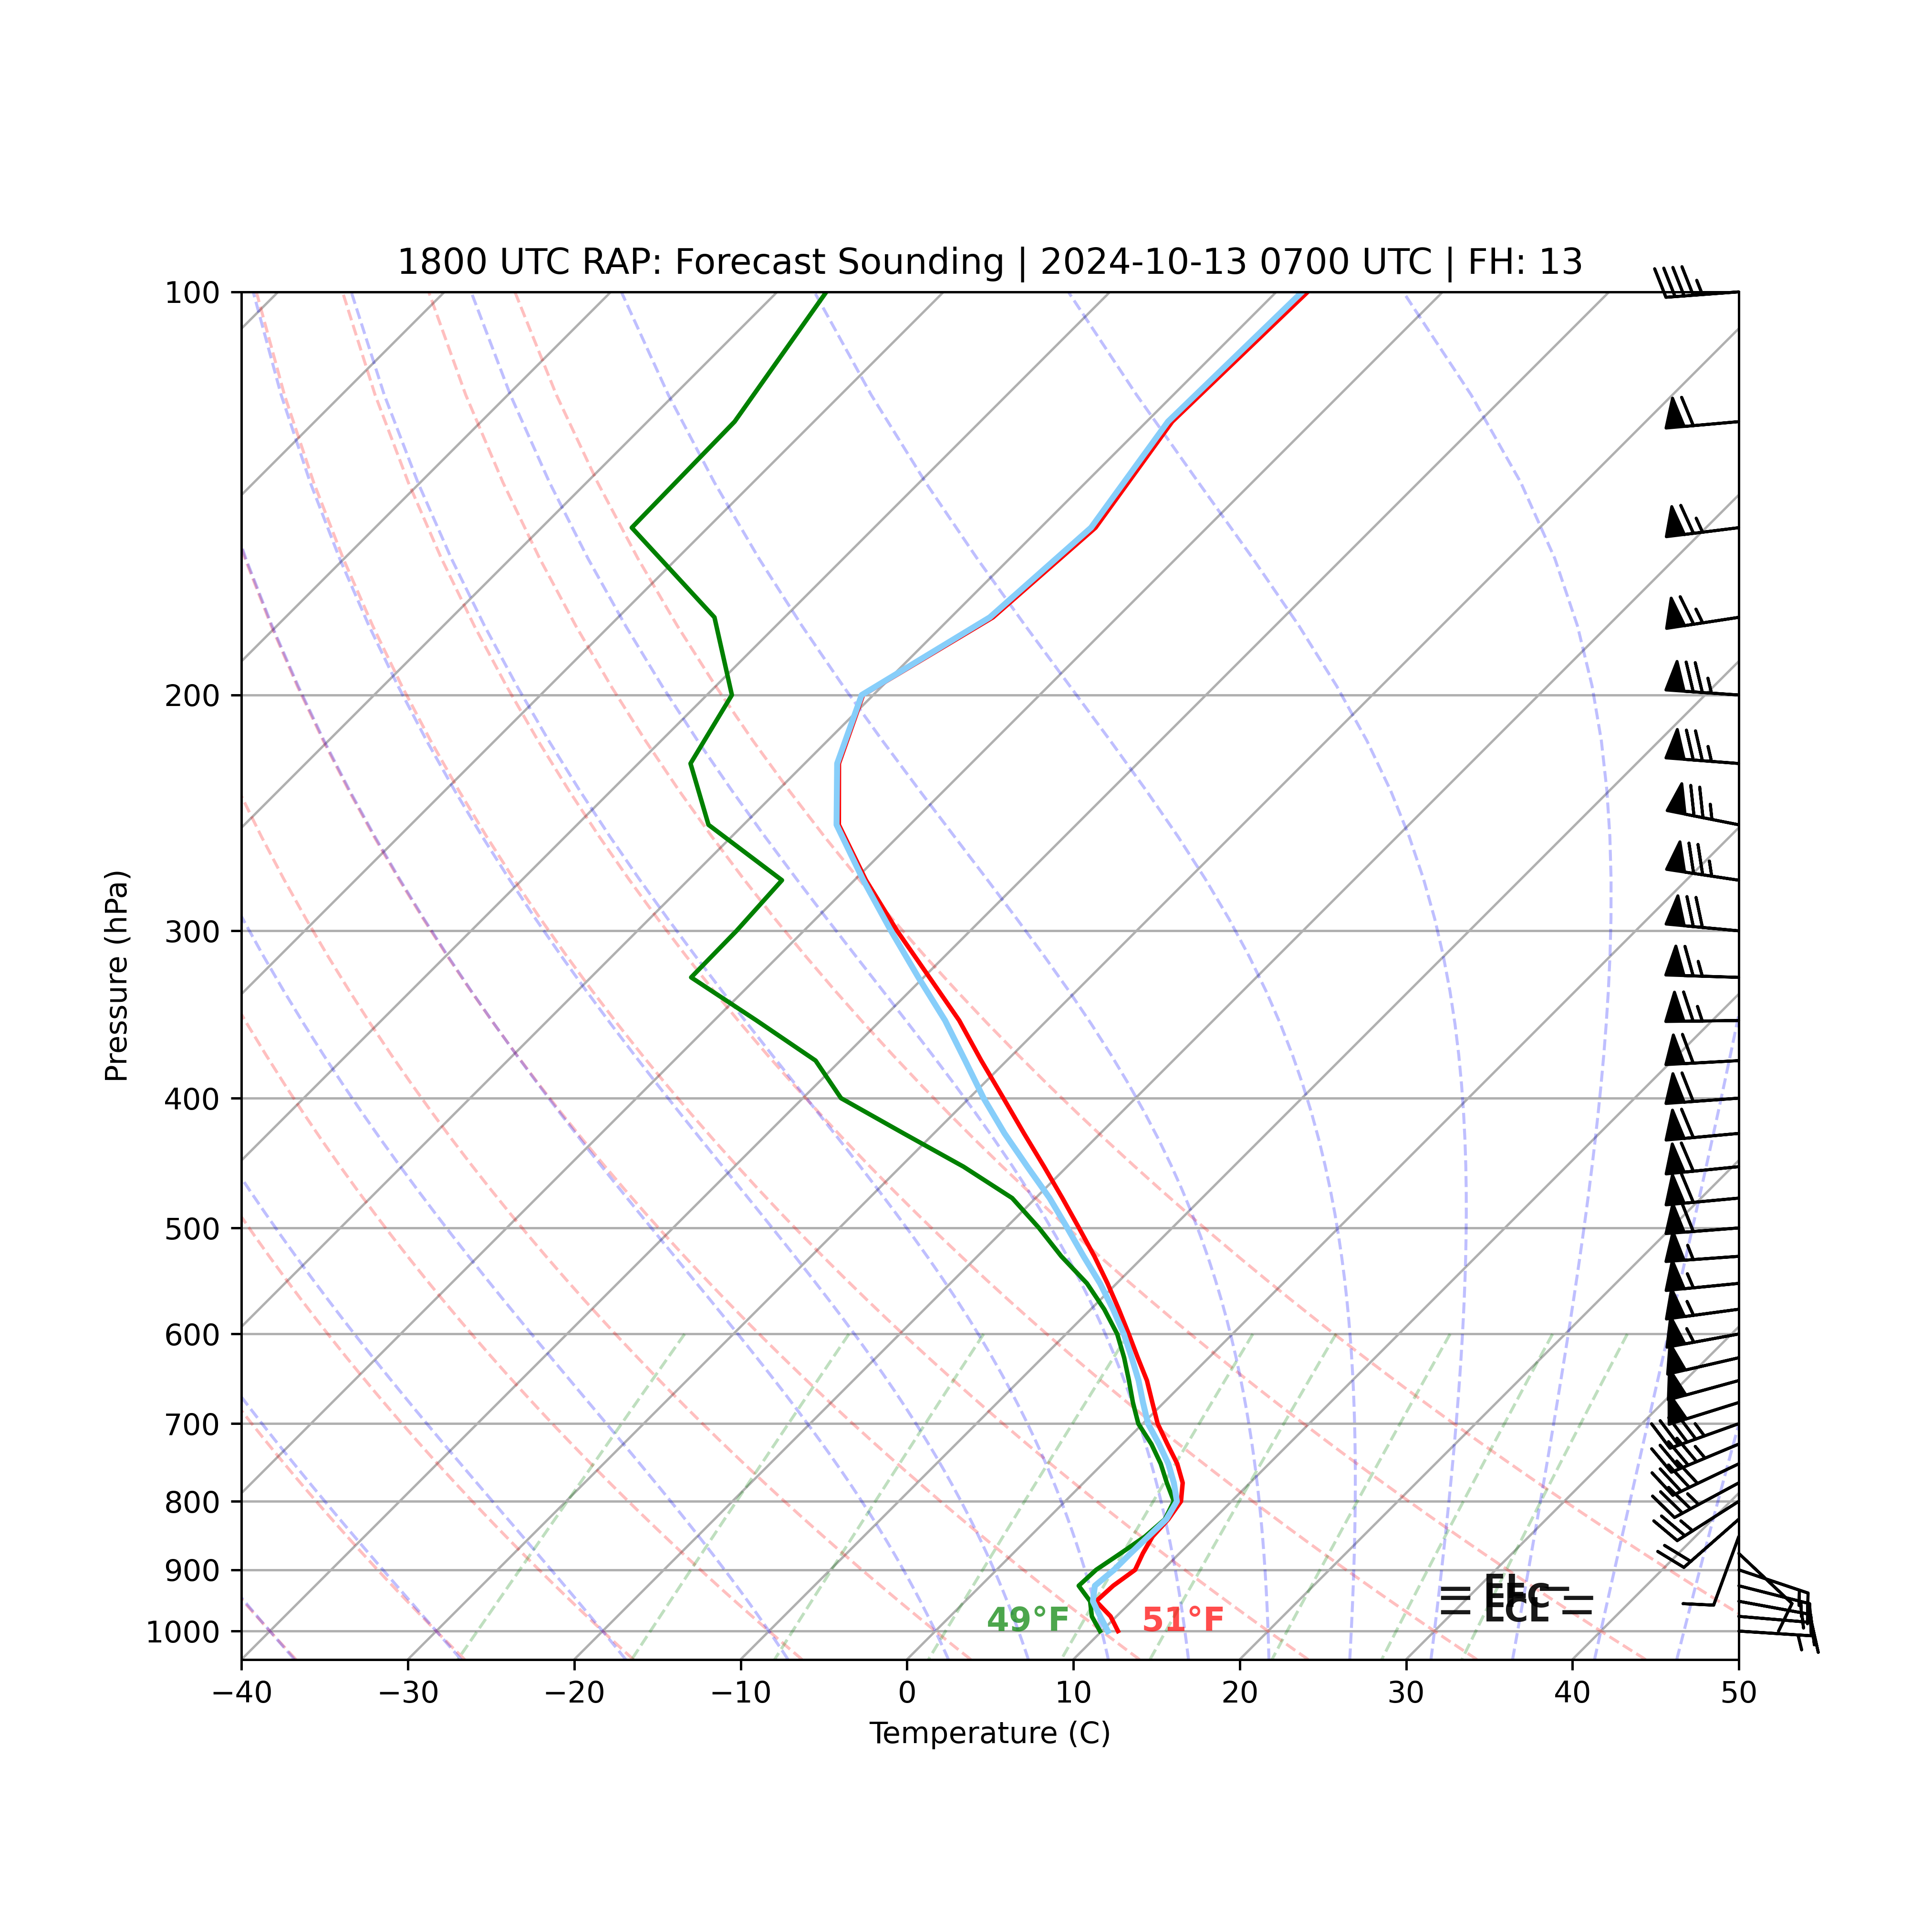 1800 UTC RAP: Forecast Sounding | 2024-10-13 0700 UTC | FH: 13
100
200
300
400
500
600
700
800
900
1000
Pressure (hPa)
= EL =
= LFC =
= LCL =
49°F
51°F
−40
−30
−20
−10
0
10
20
30
40
50
Temperature (C)